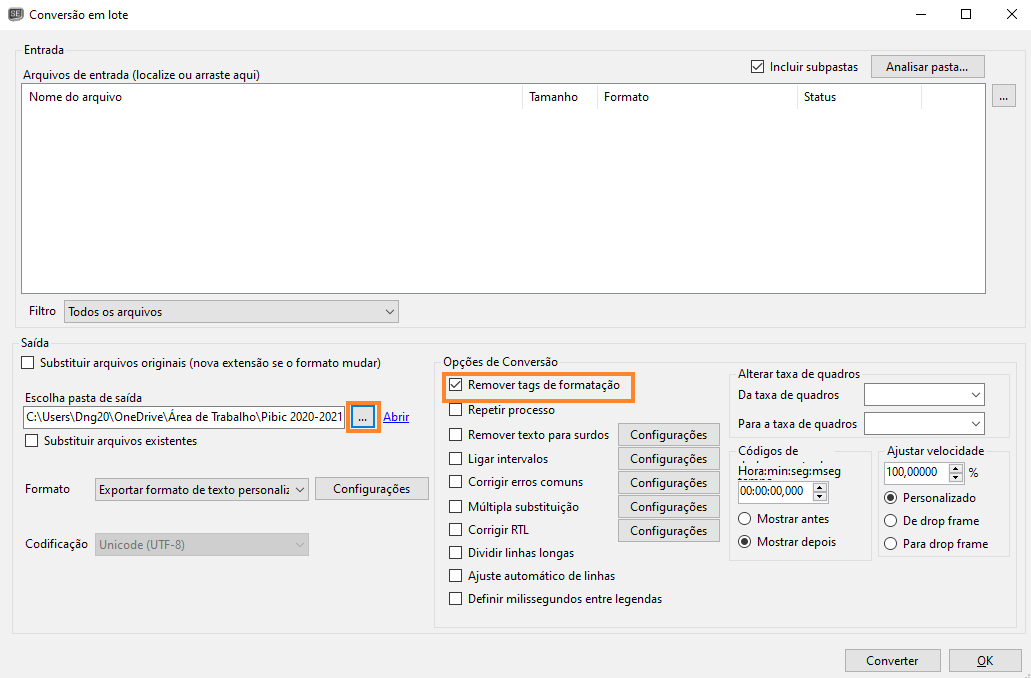 SE Conversão em lote
Entrada
Arquivos de entrada (localize ou arraste aqui)
Incluir subpastas
Analisar pasta...
Nome do arquivo Tamanho Formato Status
...
Filtro Todos os arquivos
Saída
Substituir arquivos originais (nova extensão se o formato mudar)
Escolha pasta de saída
C:\Users\Dng20\OneDrive\Área de Trabalho\Pibic 2020-2021 ... Abrir
Substituir arquivos existentes
Formato Exportar formato de texto personaliz Configurações
Codificação Unicode (UTF-8)
Opções de Conversão
Remover tags de formatação
Repetir processo
Remover texto para surdos Configurações
Ligar intervalos Configurações
Corrigir erros comuns Configurações
Múltipla substituição Configurações
Corrigir RTL Configurações
Dividir linhas longas
Ajuste automático de linhas
Definir milissegundos entre legendas
Alterar taxa de quadros
Da taxa de quadros
Para a taxa de quadros
Códigos de
Hora:min:seg:mseg
00:00:00,000
Mostrar antes
Mostrar depois
Ajustar velocidade
100,00000 %
Personalizado
De drop frame
Para drop frame
Converter OK